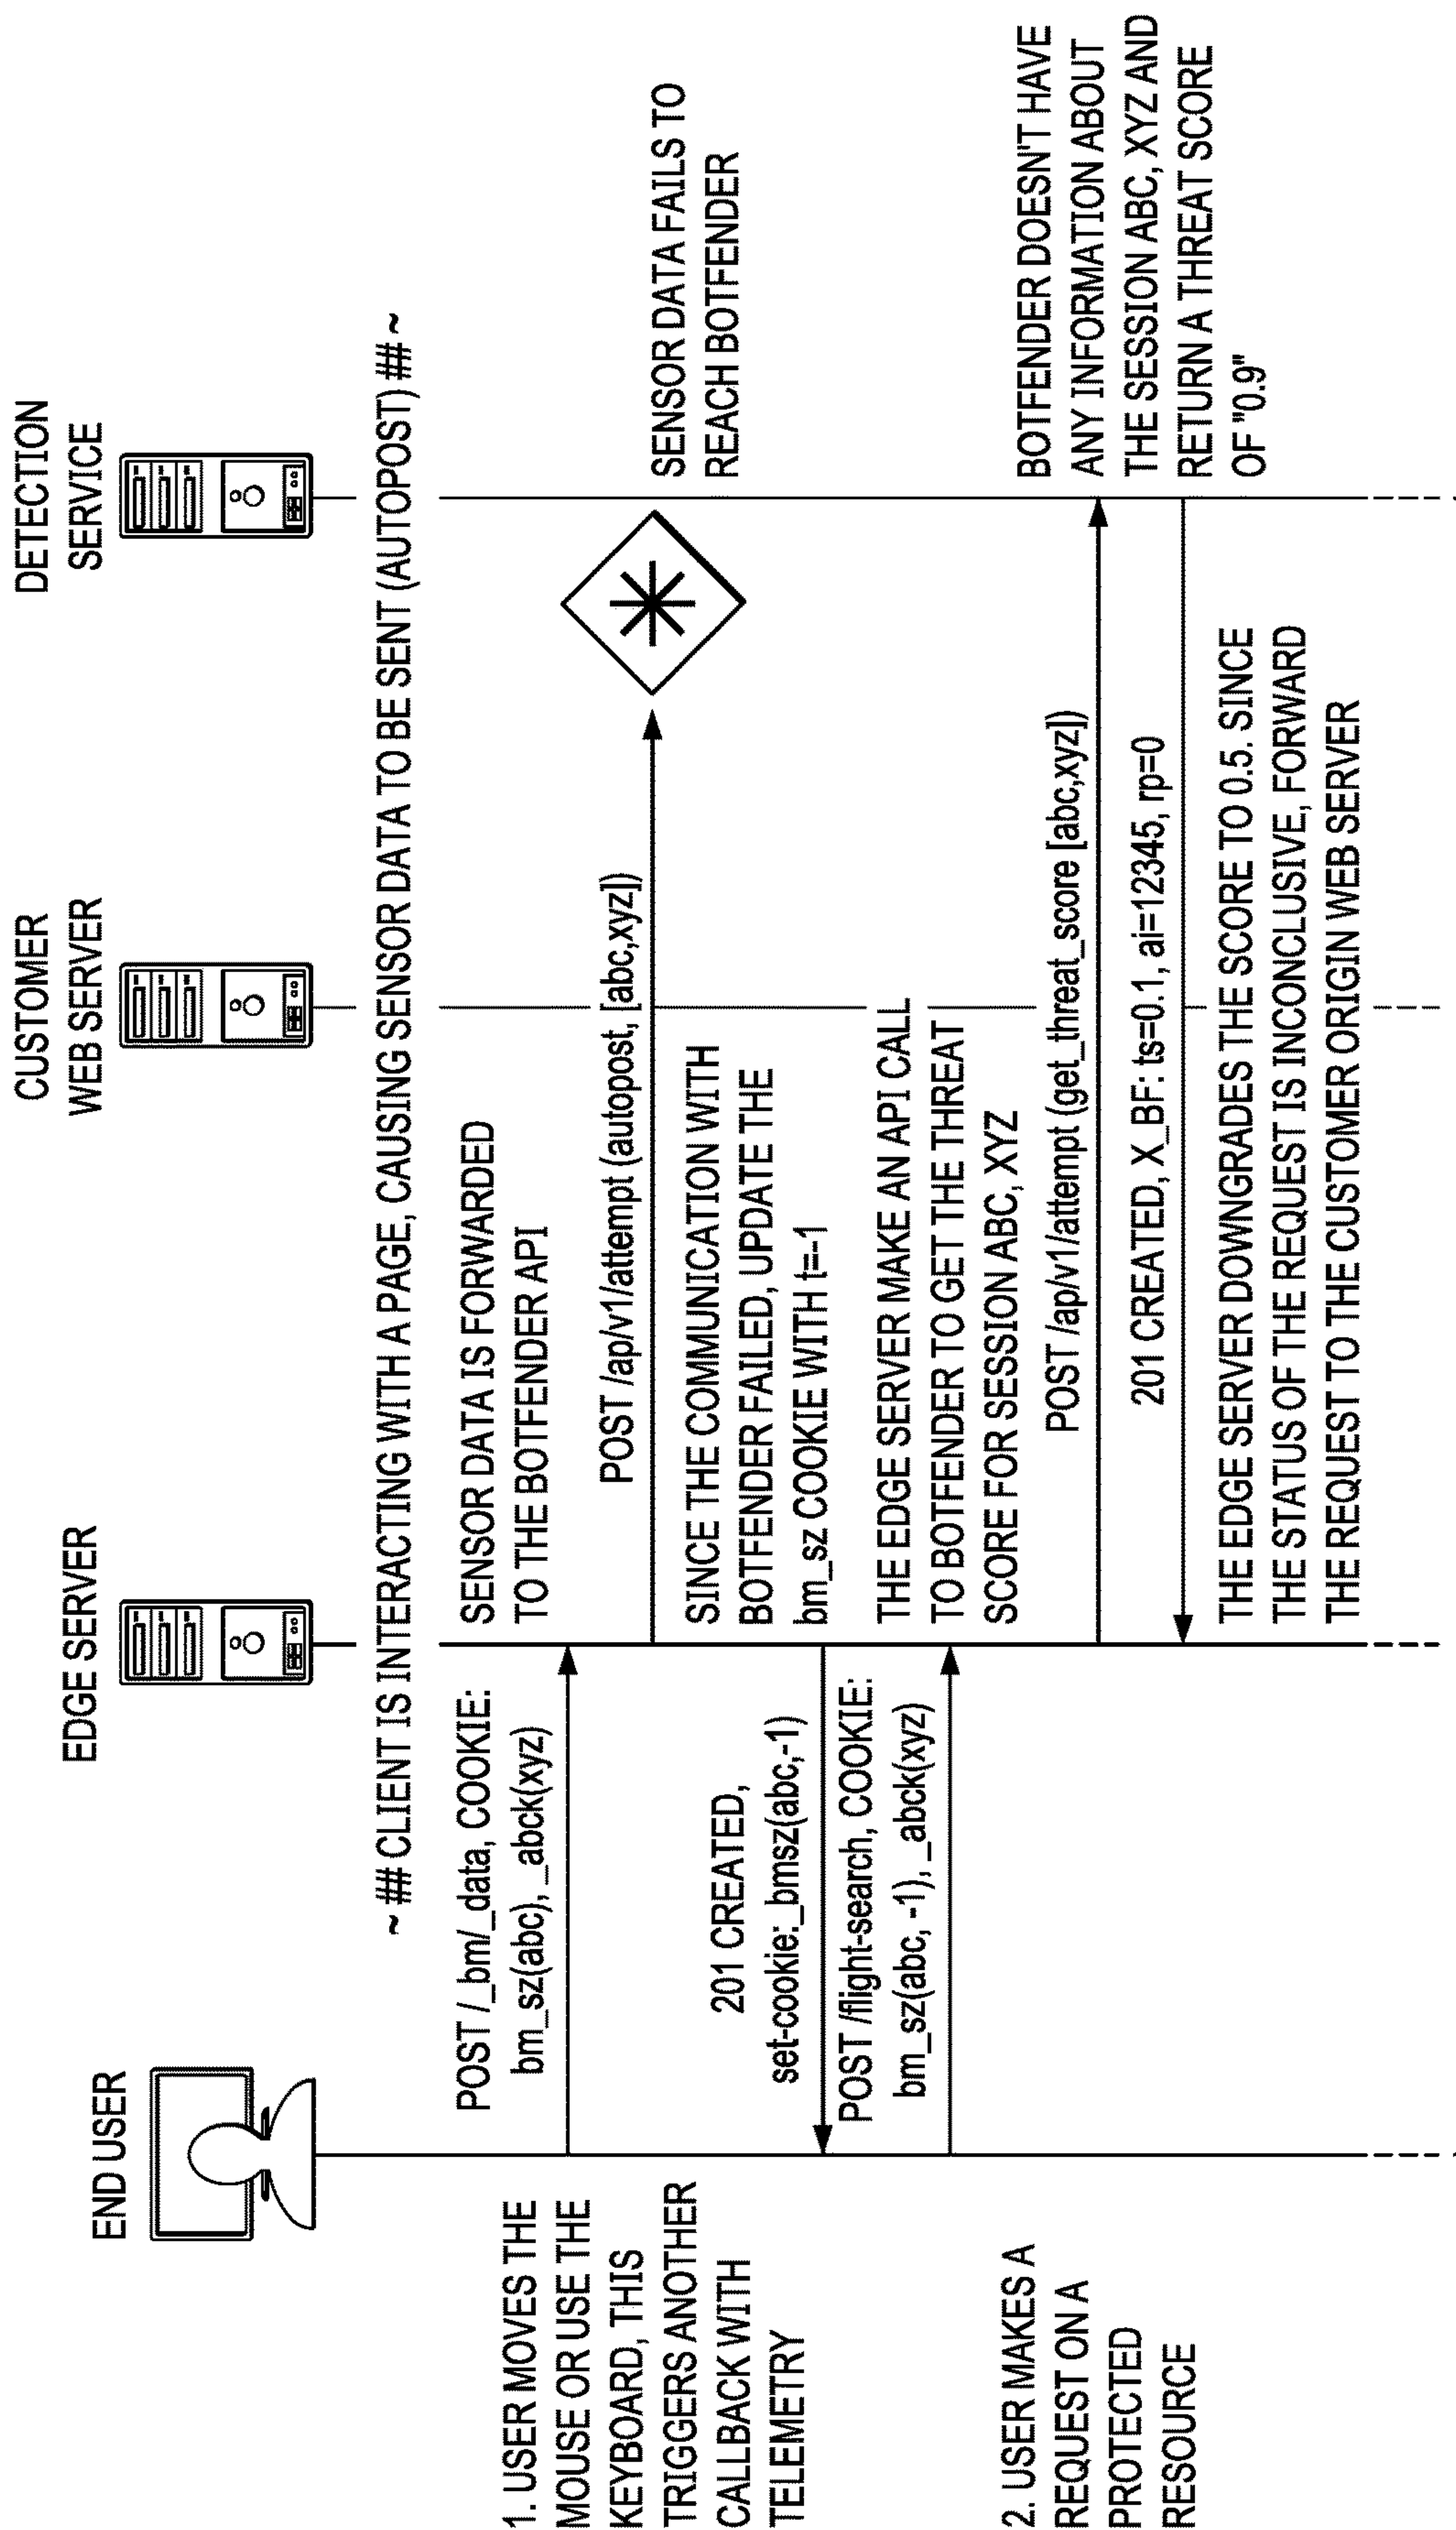 END USER
EDGE SERVER
CUSTOMER
WEB SERVER
DETECTION
SERVICE
~ ## CLIENT IS INTERACTING WITH A PAGE, CAUSING SENSOR DATA TO BE SENT (AUTOPOST) ## ~
1. USER MOVES THE
MOUSE OR USE THE
KEYBOARD, THIS
TRIGGERS ANOTHER
CALLBACK WITH
TELEMETRY
POST /_bm/_data, COOKIE:
bm_sz(abc), _abck(xyz)
SENSOR DATA IS FORWARDED
TO THE BOTFENDER API
POST /ap/v1/attempt (autopost, [abc,xyz])
SENSOR DATA FAILS TO
REACH BOTFENDER
SINCE THE COMMUNICATION WITH
BOTFENDER FAILED, UPDATE THE
bm_sz COOKIE WITH t=-1
201 CREATED,
set-cookie:_bmsz(abc,-1)
2. USER MAKES A
REQUEST ON A
PROTECTED
RESOURCE
POST /flight-search, COOKIE:
bm_sz(abc, -1), _abck(xyz)
THE EDGE SERVER MAKE AN API CALL
TO BOTFENDER TO GET THE THREAT
SCORE FOR SESSION ABC, XYZ
POST /ap/v1/attempt (get_threat_score [abc,xyz])
BOTFENDER DOESN'T HAVE
ANY INFORMATION ABOUT
THE SESSION ABC, XYZ AND
RETURN A THREAT SCORE
OF "0.9"
201 CREATED, X_BF: ts=0.1, ai=12345, rp=0
THE EDGE SERVER DOWNGRADES THE SCORE TO 0.5. SINCE
THE STATUS OF THE REQUEST IS INCONCLUSIVE, FORWARD
THE REQUEST TO THE CUSTOMER ORIGIN WEB SERVER